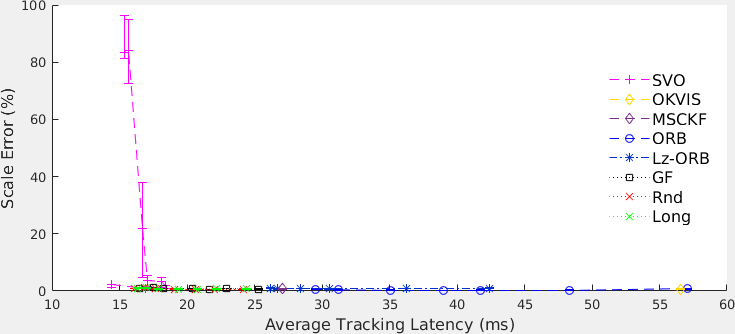 100
80
60
40
20
0
Scale Error (%)
10 15 20 25 30 35 40 45 50 55 60
Average Tracking Latency (ms)
SVO
OKVIS
MSCKF
ORB
Lz-ORB
GF
Rnd
Long